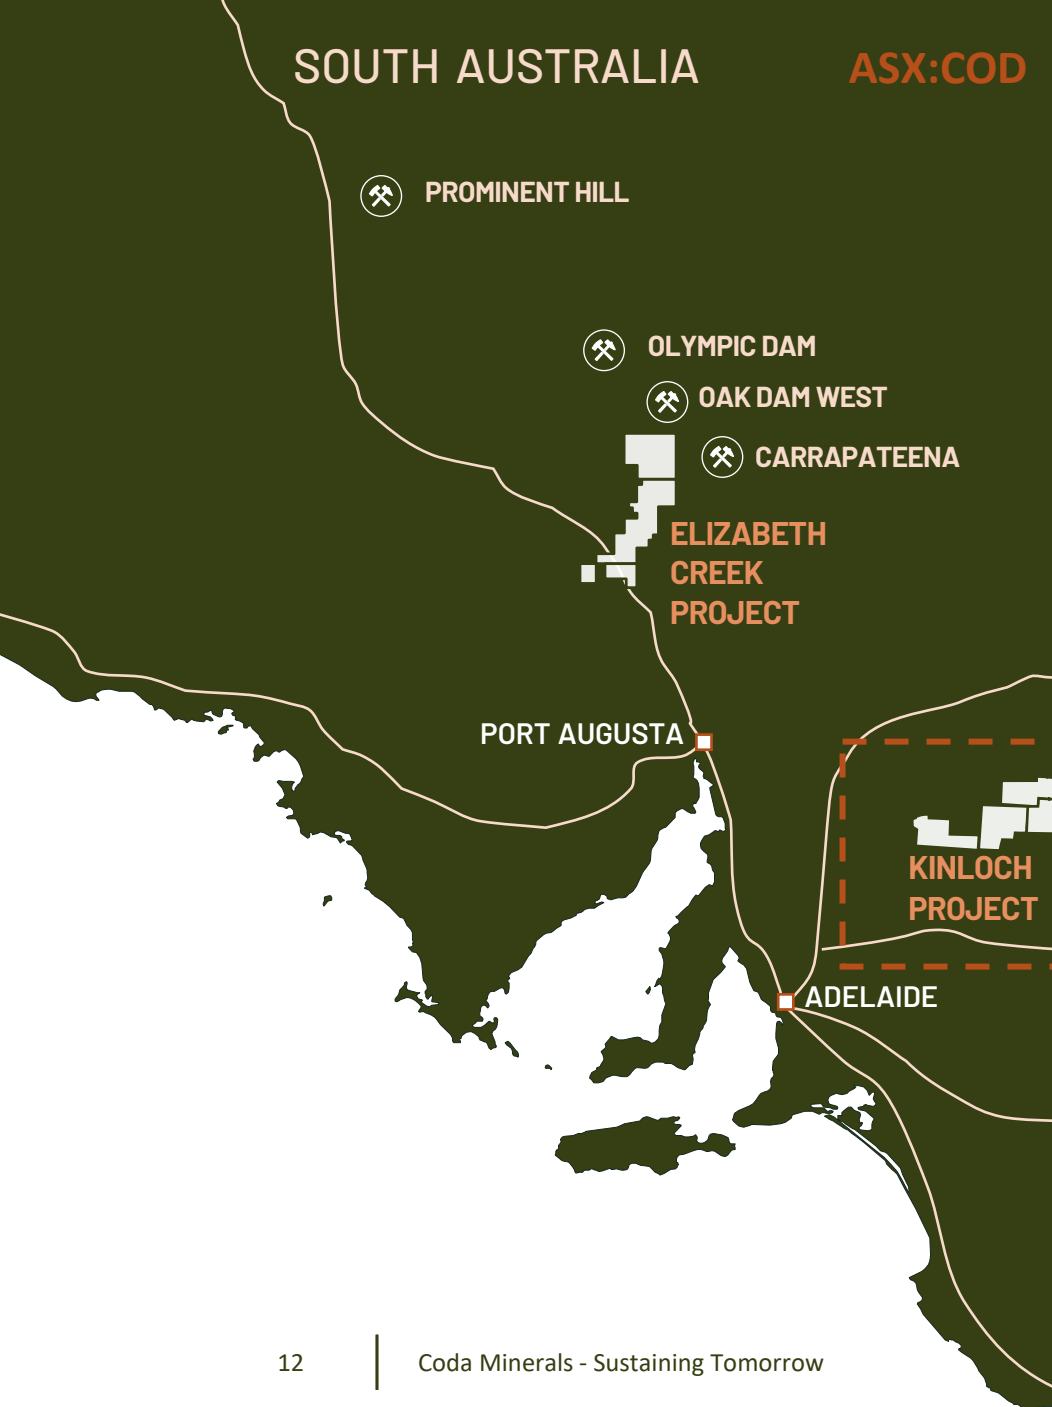 SOUTH AUSTRALIA
ASX:COD
PROMINENT HILL
OLYMPIC DAM
OAK DAM WEST
CARRAPATEENA
ELIZABETH
CREEK
PROJECT
PORT AUGUSTA
KINLOCH
PROJECT
ADELAIDE
12
Coda Minerals - Sustaining Tomorrow